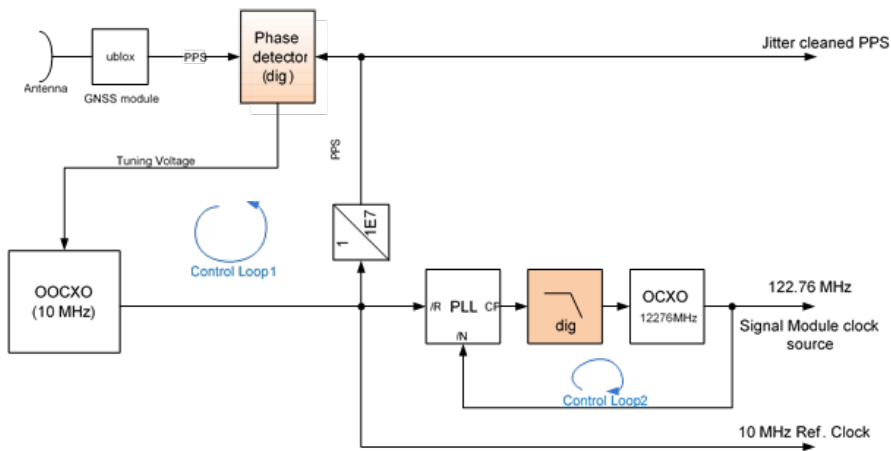 Phase
detector
(dig)
ublox
PPS
Jitter cleaned PPS
Antenna
GNSS module
PPS
Tuning Voltage
1
1E7
Control Loop1
OOCXO
(10 MHz)
/R
PLL
CP
/N
dig
OCXO
12276MHz
122.76 MHz
Signal Module clock
source
Control Loop2
10 MHz Ref. Clock